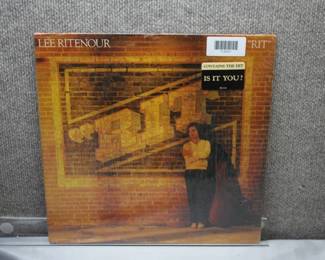 LEE RITENOUR
"RIT"
CONTAINS THE HIT
IS IT YOU?
"RIT"